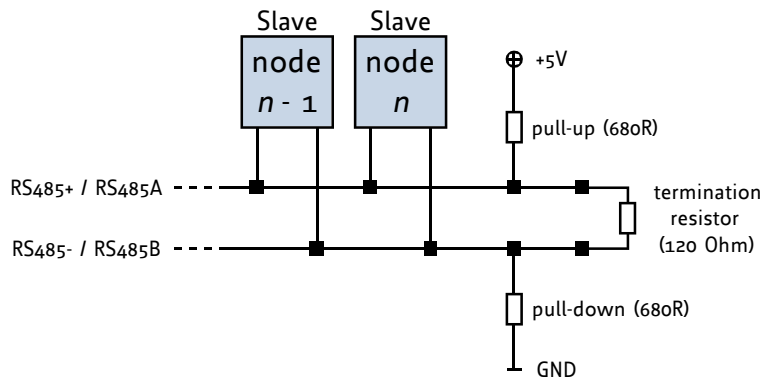 Slave
Slave
node
n - 1
node
n
+5V
pull-up (680R)
RS485+ / RS485A
termination
resistor
(120 Ohm)
RS485- / RS485B
pull-down (680R)
GND